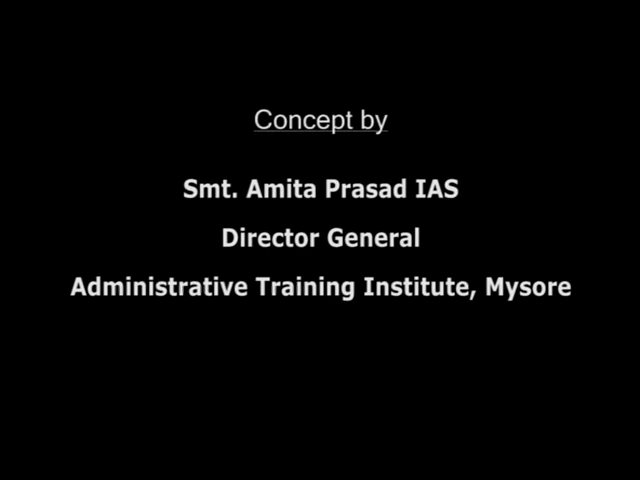 Concept by
Smt. Amita Prasad IAS
Director General
Administrative Training Institute, Mysore